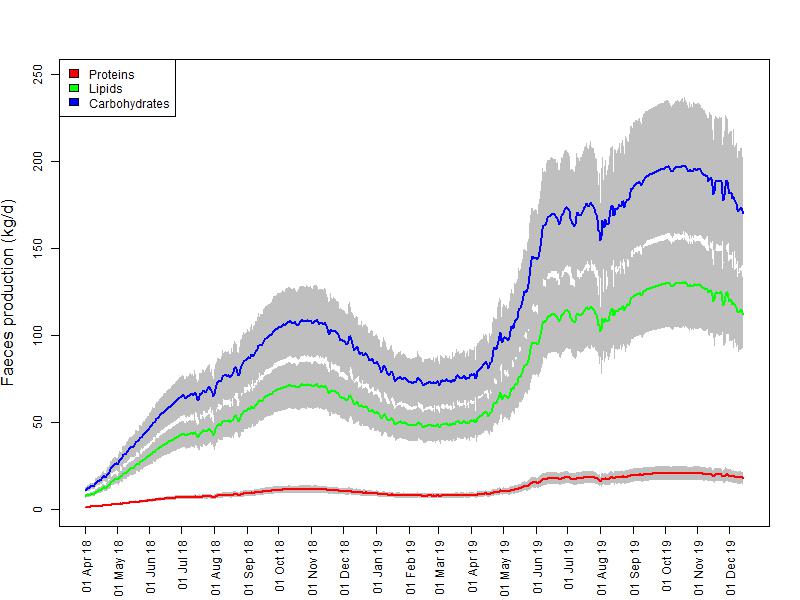 Proteins
Lipids
Carbohydrates
Faeces production (kg/d)
250
200
150
100
50
0
01 Apr 18
01 May 18
01 Jun 18
01 Jul 18
01 Aug 18
01 Sep 18
01 Oct 18
01 Nov 18
01 Dec 18
01 Jan 19
01 Feb 19
01 Mar 19
01 Apr 19
01 May 19
01 Jun 19
01 Jul 19
01 Aug 19
01 Sep 19
01 Oct 19
01 Nov 19
01 Dec 19